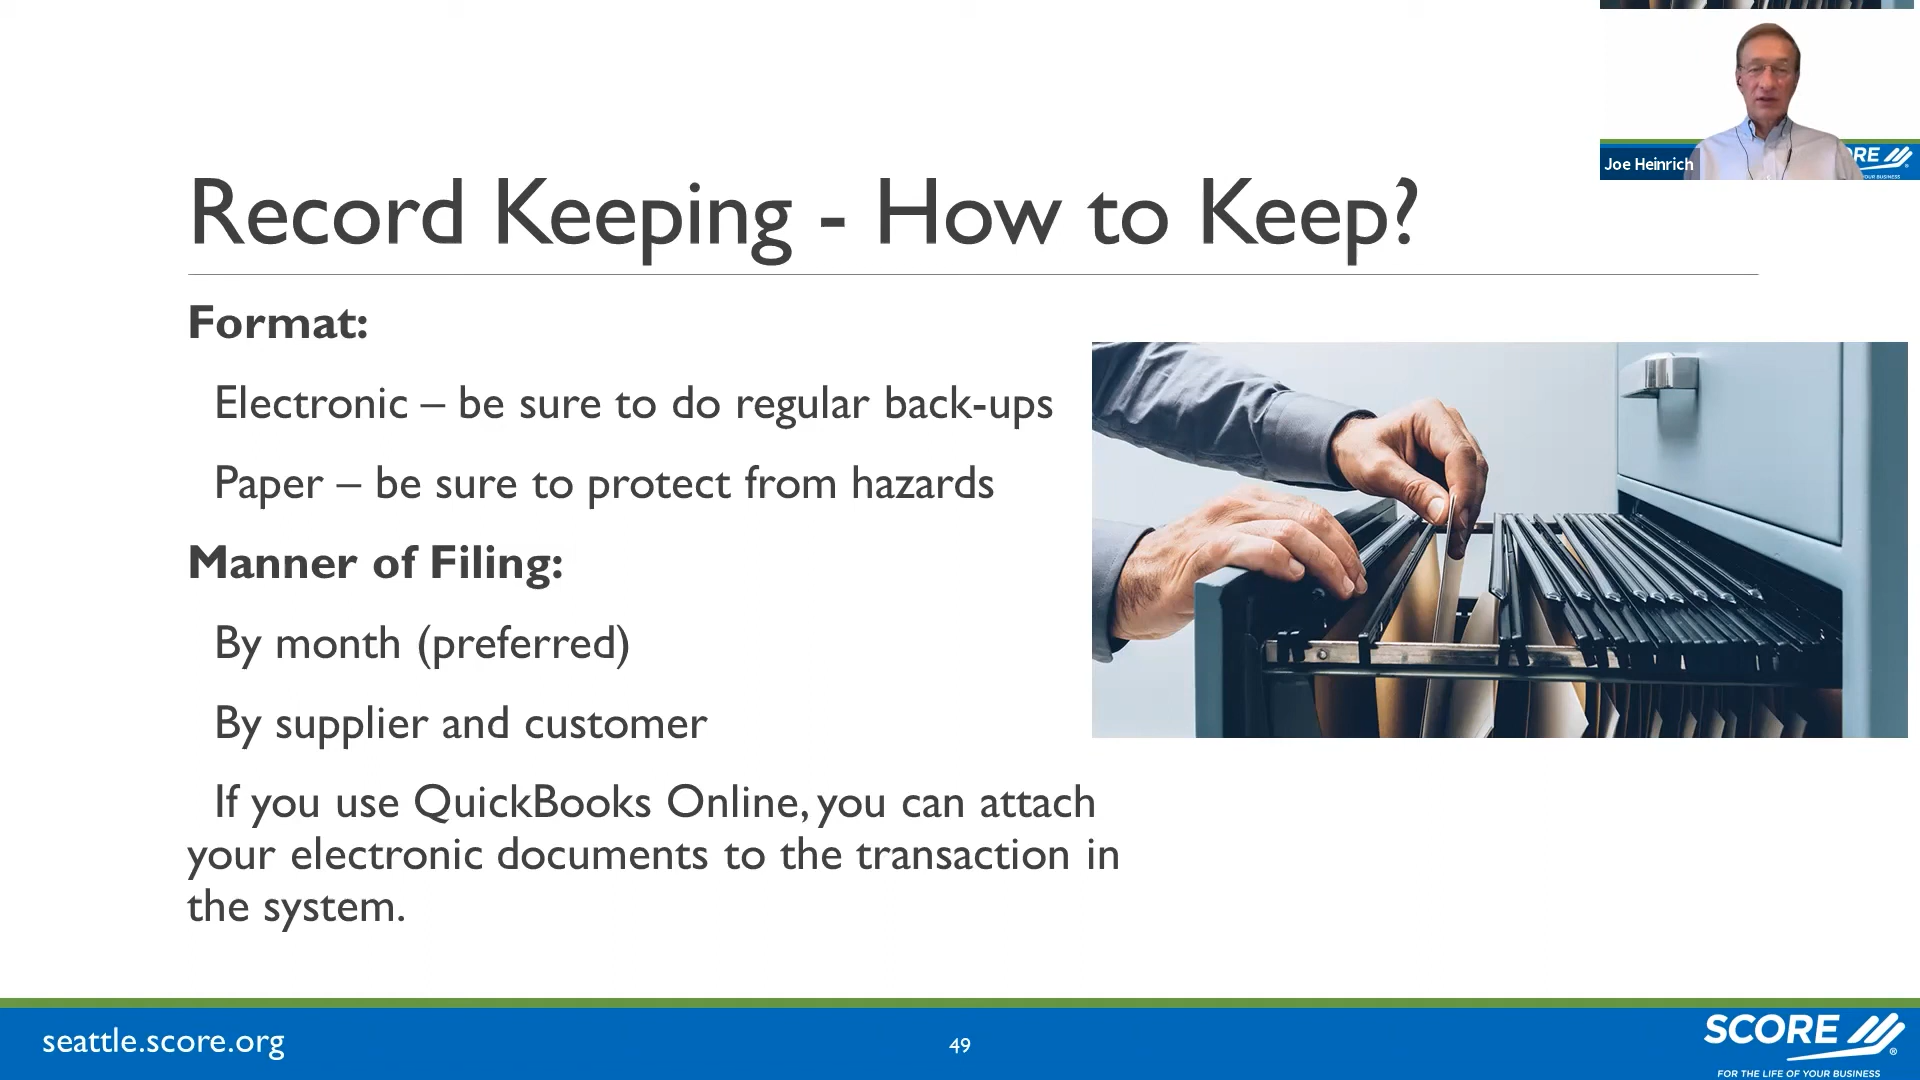 Joe Heinrich
Record Keeping - How to Keep?
Format:
Electronic – be sure to do regular back-ups
Paper – be sure to protect from hazards
Manner of Filing:
By month (preferred)
By supplier and customer
If you use QuickBooks Online, you can attach
your electronic documents to the transaction in
the system.
seattle.score.org
49
SCORE
®
FOR THE LIFE OF YOUR BUSINESS